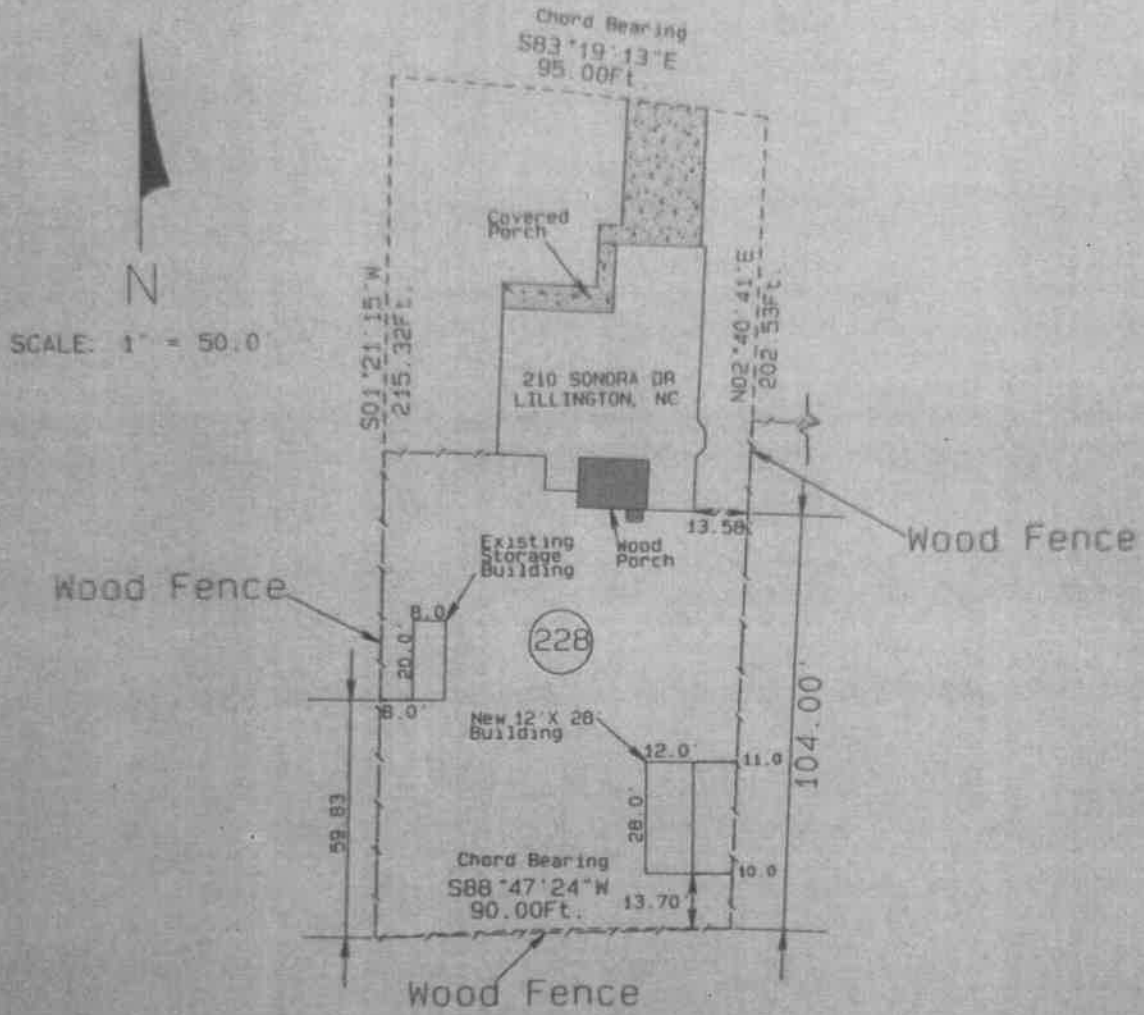 Chord Bearing
S83°19'13"E
95.00Ft
Covered
Porch
N
SCALE: 1" = 50.0'
S01°21'15"W
215.32Ft.
N02°40'41"E
202.53Ft.
210 SONORA DR
LILLINGTON, NC
13.58
Wood
Porch
Wood Fence
Existing
Storage
Building
Wood Fence
8.0
20.0'
228
8.0'
New 12'X 28
Building
12.0'
11.0
104.00'
28.0'
59.83
Chord Bearing
S88°47'24"W
90.00Ft.
13.70'
10.0
Wood Fence